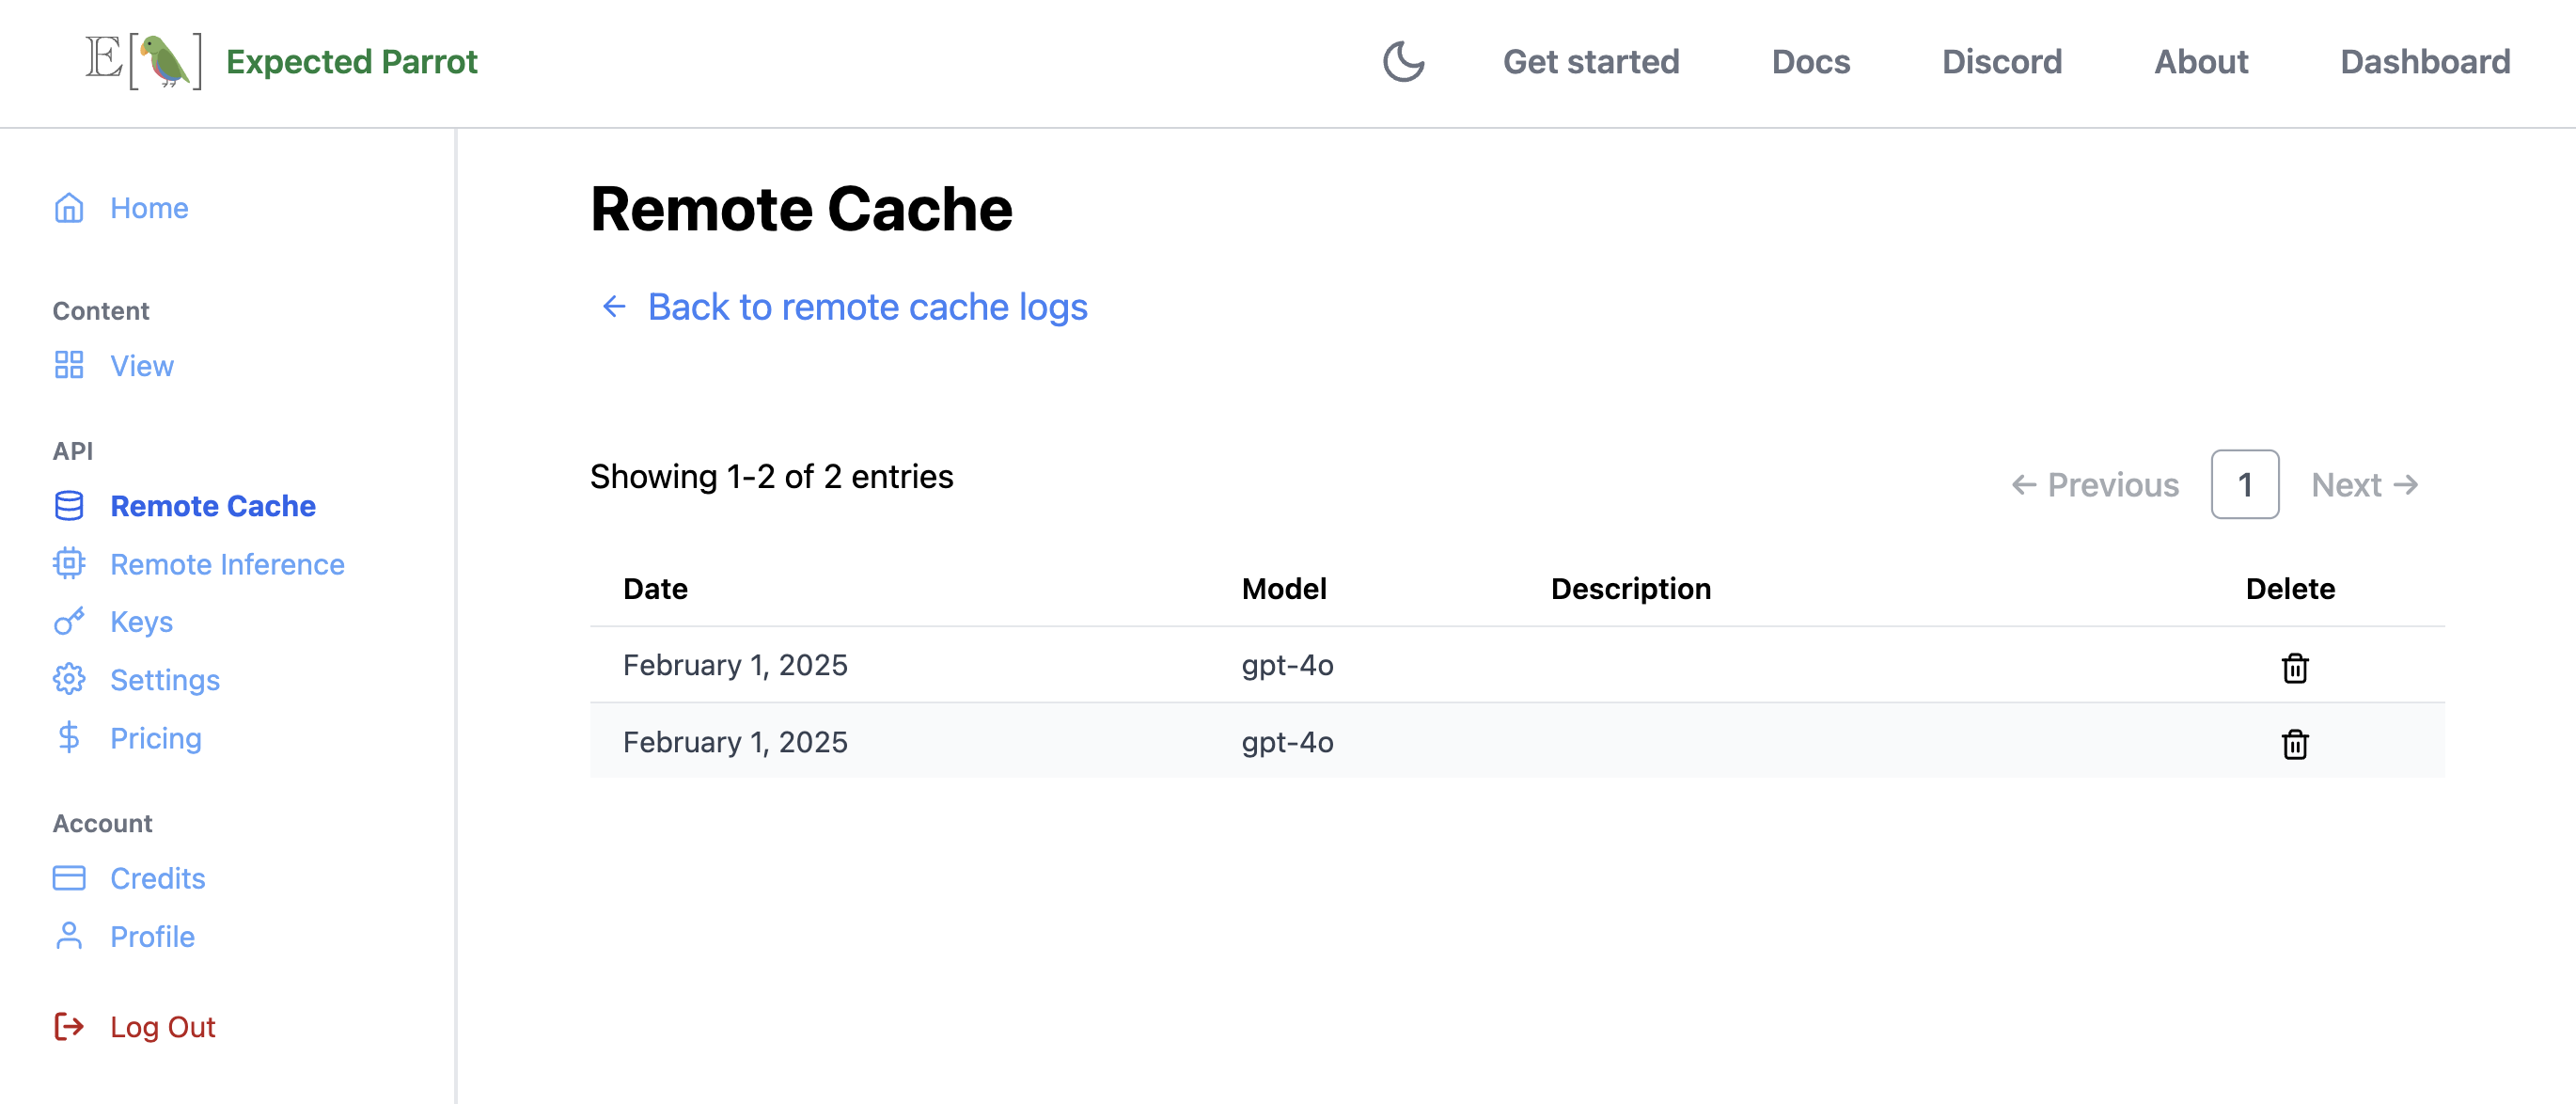 E[ ] Expected Parrot
Get started Docs Discord About Dashboard
Home
Content
View
API
Remote Cache
Remote Inference
Keys
Settings
Pricing
Account
Credits
Profile
Log Out
Remote Cache
← Back to remote cache logs
Showing 1-2 of 2 entries
← Previous 1 Next →
Date Model Description Delete
February 1, 2025 gpt-4o
February 1, 2025 gpt-4o